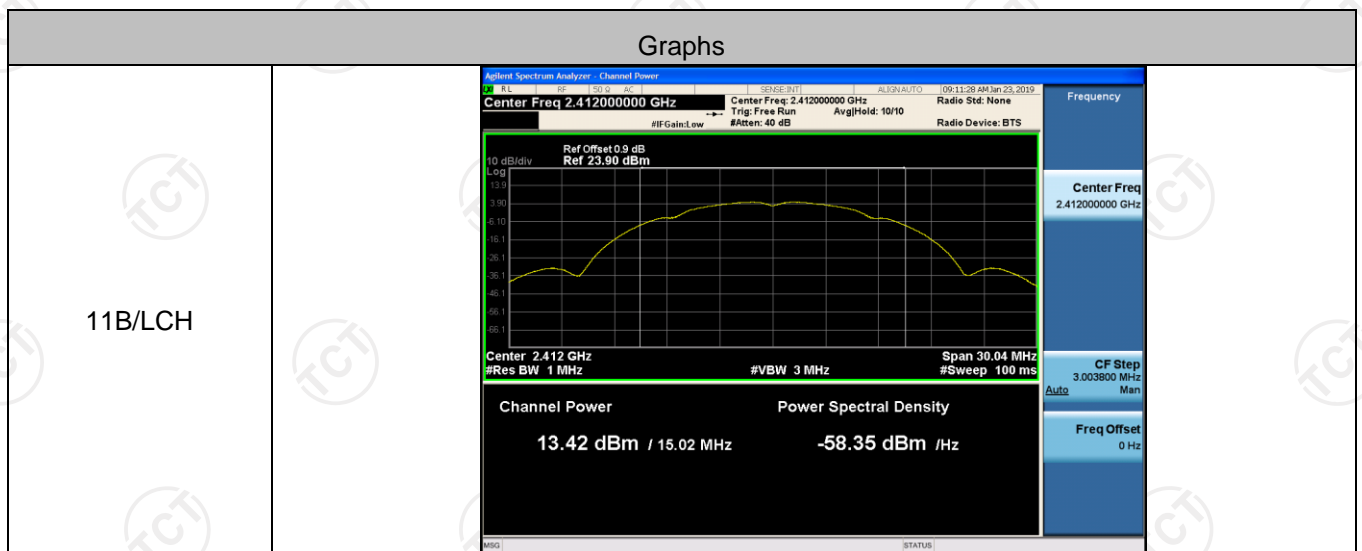 Graphs
11B/LCH
Agilent Spectrum Analyzer - Channel Power
RL RF 50 Ω AC SENSE:INT ALIGN AUTO 09:11:28 AM Jan 23, 2019
Center Freq 2.412000000 GHz
Center Freq: 2.412000000 GHz
Radio Std: None
Trig: Free Run Avg|Hold: 10/10
#IFGain:Low
#Atten: 40 dB
Radio Device: BTS
Ref Offset 0.9 dB
10 dB/div Ref 23.90 dBm
Log
13.9
3.90
-6.10
-16.1
-26.1
-36.1
-46.1
-56.1
-66.1
Center 2.412 GHz Span 30.04 MHz
#Res BW 1 MHz #VBW 3 MHz #Sweep 100 ms
Channel Power Power Spectral Density
13.42 dBm / 15.02 MHz -58.35 dBm /Hz
MSG STATUS
Frequency
Center Freq
2.412000000 GHz
CF Step
3.003800 MHz
Auto Man
Freq Offset
0 Hz
TCT
TCT
TCT
TCT
TCT
TCT
TCT